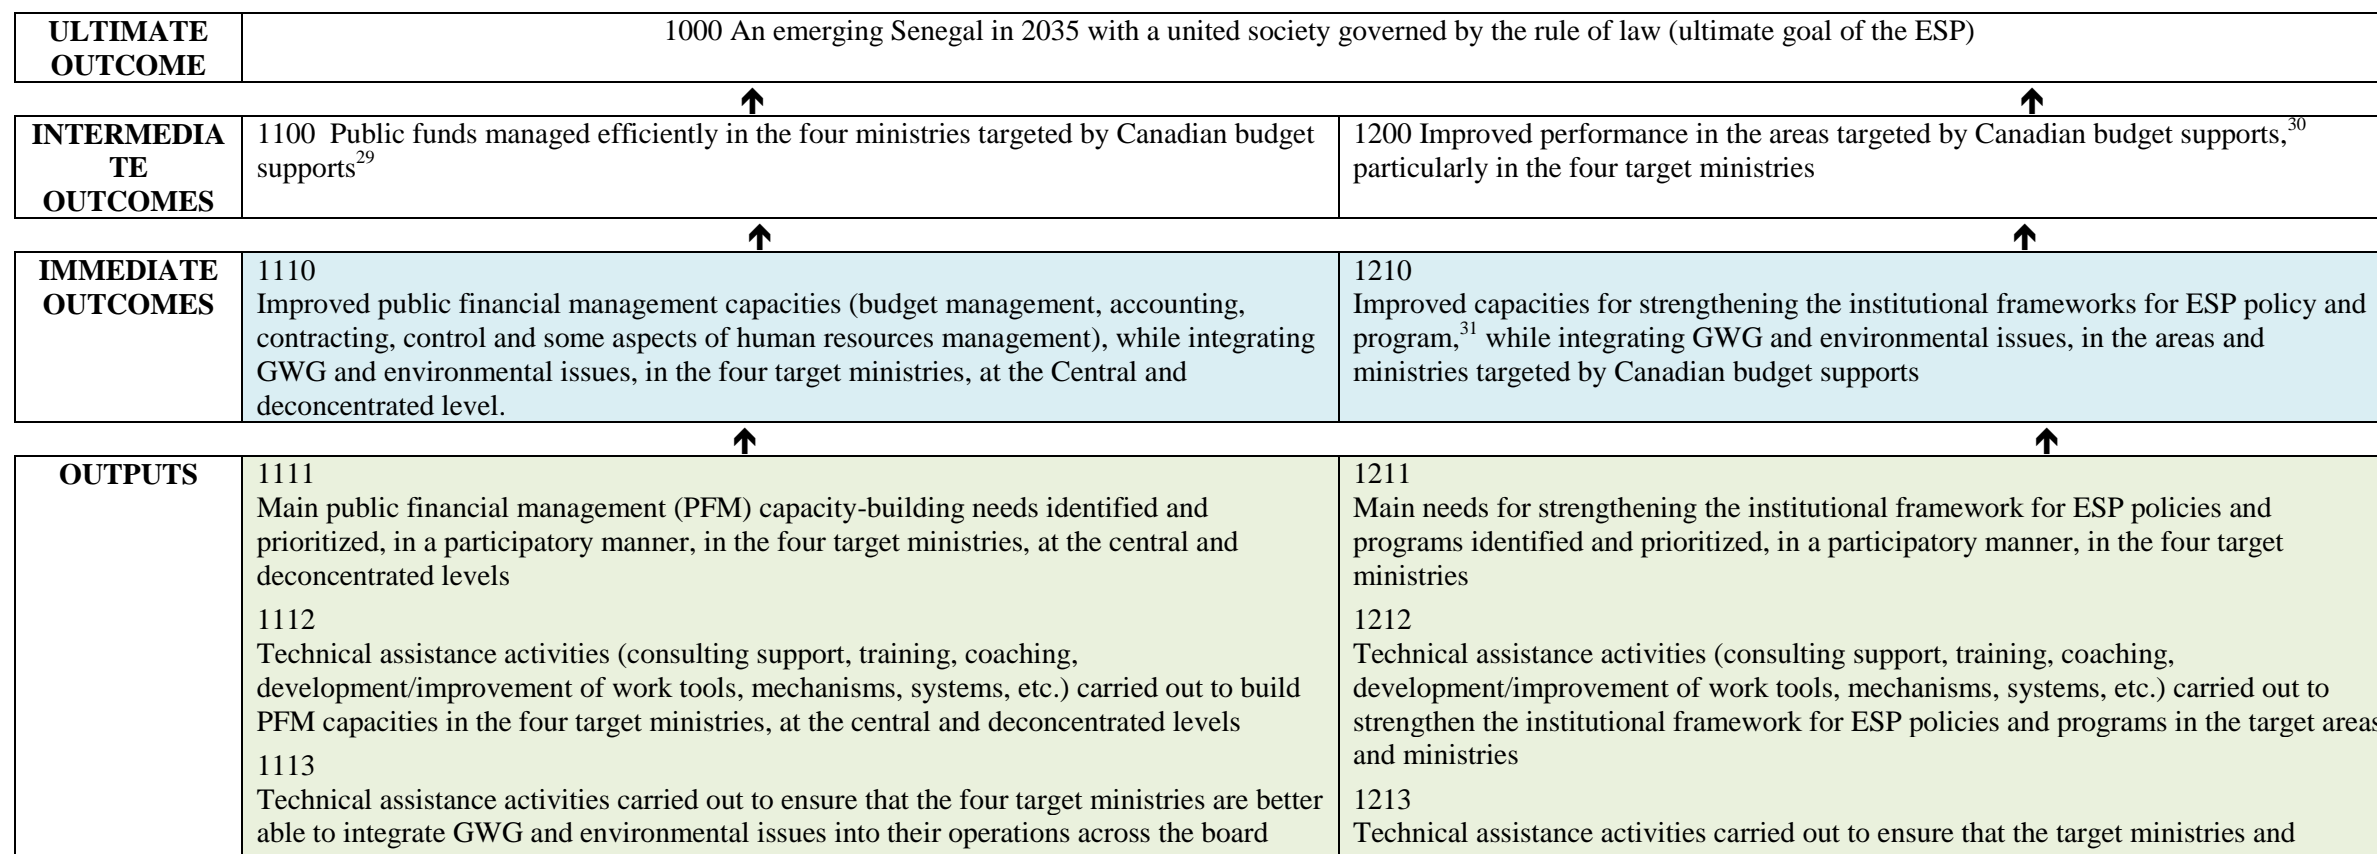 ULTIMATE
OUTCOME
1000 An emerging Senegal in 2035 with a united society governed by the rule of law (ultimate goal of the ESP)
INTERMEDIA
TE
OUTCOMES
1100 Public funds managed efficiently in the four ministries targeted by Canadian budget
supports29
1200 Improved performance in the areas targeted by Canadian budget supports,30
particularly in the four target ministries
IMMEDIATE
OUTCOMES
1110
Improved public financial management capacities (budget management, accounting,
contracting, control and some aspects of human resources management), while integrating
GWG and environmental issues, in the four target ministries, at the Central and
deconcentrated level.
1210
Improved capacities for strengthening the institutional frameworks for ESP policy and
program,31 while integrating GWG and environmental issues, in the areas and
ministries targeted by Canadian budget supports
OUTPUTS
1111
Main public financial management (PFM) capacity-building needs identified and
prioritized, in a participatory manner, in the four target ministries, at the central and
deconcentrated levels
1112
Technical assistance activities (consulting support, training, coaching,
development/improvement of work tools, mechanisms, systems, etc.) carried out to build
PFM capacities in the four target ministries, at the central and deconcentrated levels
1113
Technical assistance activities carried out to ensure that the four target ministries are better
able to integrate GWG and environmental issues into their operations across the board
1211
Main needs for strengthening the institutional framework for ESP policies and
programs identified and prioritized, in a participatory manner, in the four target
ministries
1212
Technical assistance activities (consulting support, training, coaching,
development/improvement of work tools, mechanisms, systems, etc.) carried out to
strengthen the institutional framework for ESP policies and programs in the target areas
and ministries
1213
Technical assistance activities carried out to ensure that the target ministries and